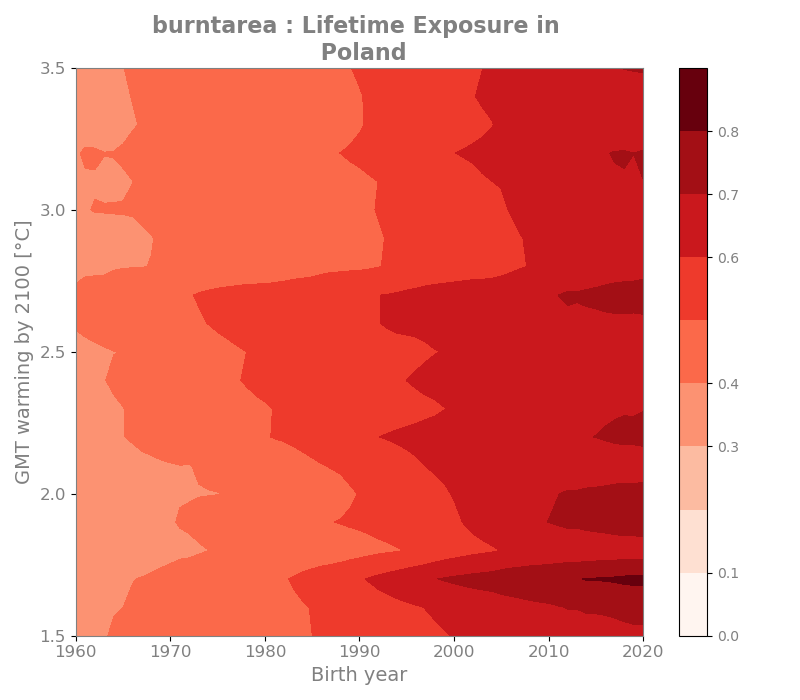 burntarea : Lifetime Exposure in
Poland
GMT warming by 2100 [°C]
3.5
3.0
2.5
2.0
1.5
1960 1970 1980 1990 2000 2010 2020
Birth year
0.8
0.7
0.6
0.4
0.3
0.1
0.0